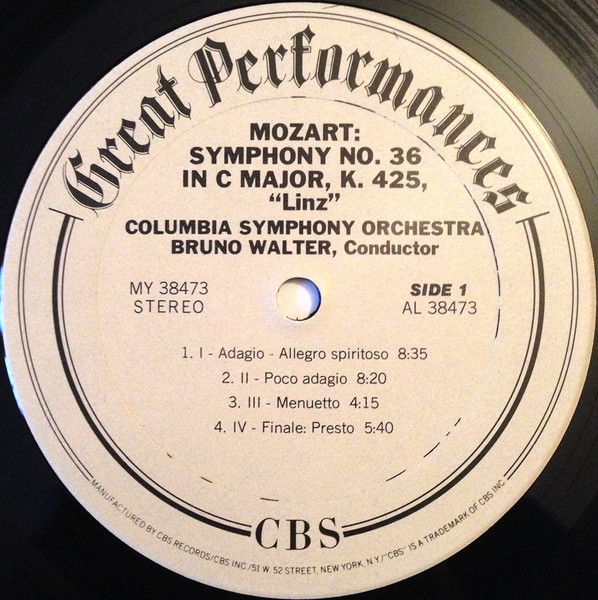 Great Performances
MOZART:
SYMPHONY NO. 36
IN C MAJOR, K. 425,
“Linz”
COLUMBIA SYMPHONY ORCHESTRA
BRUNO WALTER, Conductor
MY 38473
STEREO
SIDE 1
AL 38473
1. I - Adagio - Allegro spiritoso 8:35
2. II - Poco adagio 8:20
3. III - Menuetto 4:15
4. IV - Finale: Presto 5:40
CBS
MANUFACTURED BY CBS RECORDS/CBS INC./51 W. 52 STREET, NEW YORK, N.Y./"CBS" IS A TRADEMARK OF CBS INC.